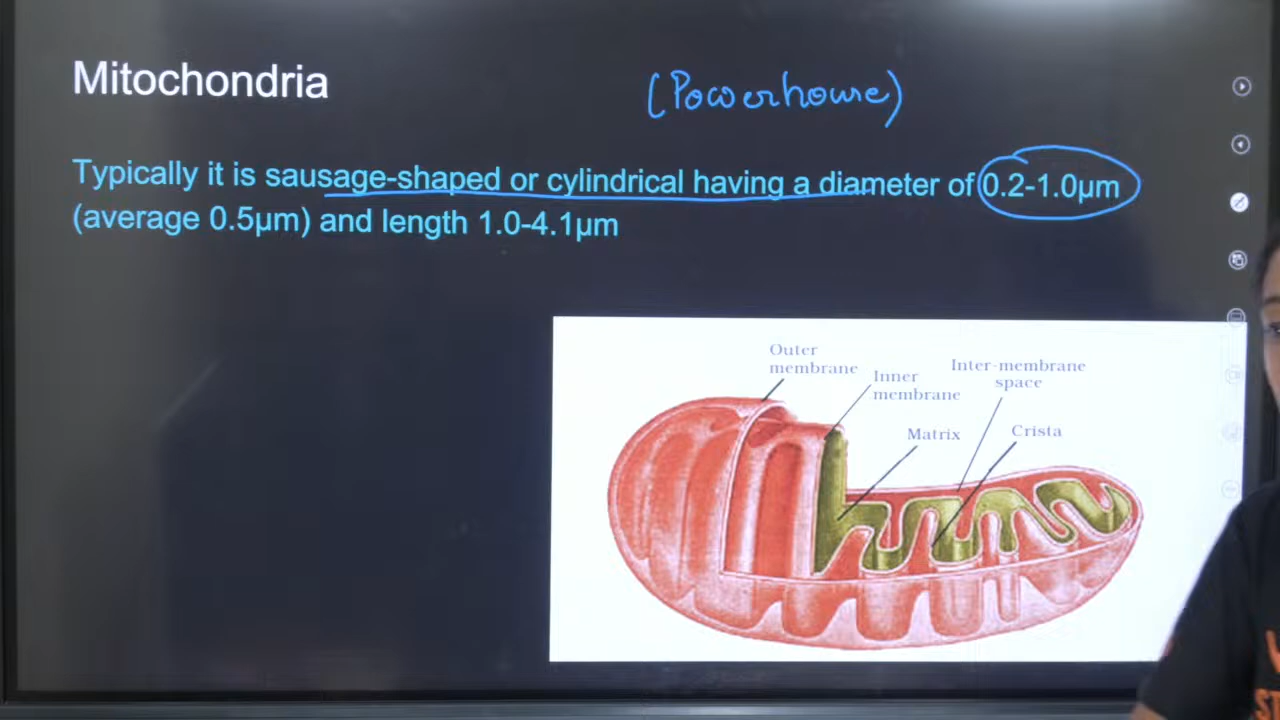 Mitochondria
(Powerhouse)
Typically it is sausage-shaped or cylindrical having a diameter of 0.2-1.0μm
(average 0.5μm) and length 1.0-4.1μm
Outer
membrane
Inner
membrane
Inter-membrane
space
Matrix
Crista